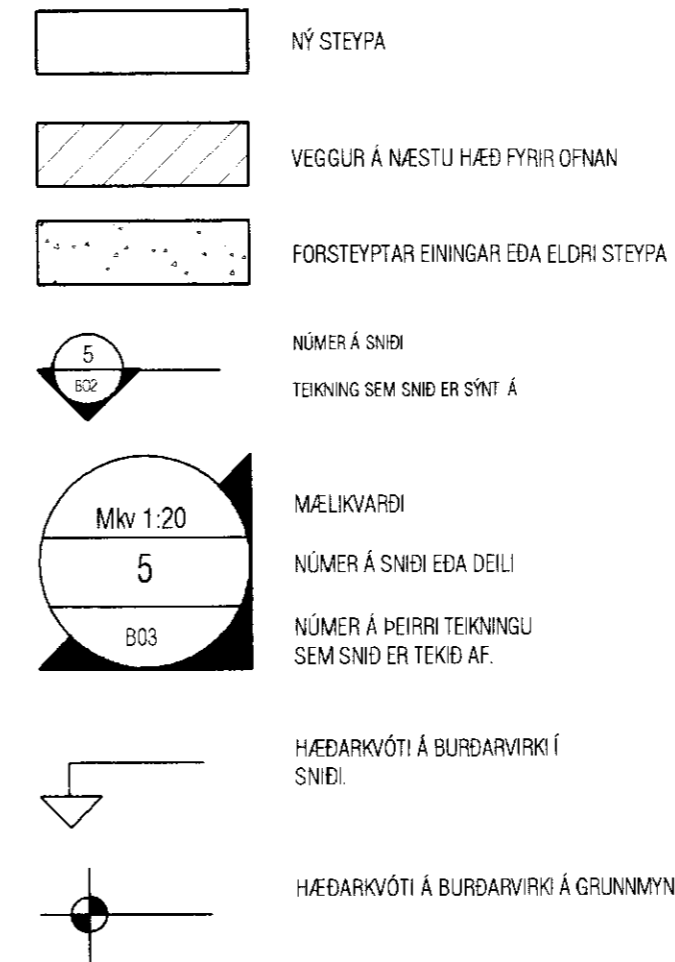 NÝ STEYPA
VEGGUR Á NÆSTU HÆÐ FYRIR OFNAN
FORSTEYPTAR EININGAR EÐA ELDRI STEYPA
5
B02
NÚMER Á SNIÐI
TEIKNING SEM SNIÐ ER SÝNT Á
Mkv 1:20
5
B03
MÆLIKVARÐI
NÚMER Á SNIÐI EÐA DEILI
NÚMER Á ÞEIRRI TEIKNINGU
SEM SNIÐ ER TEKIÐ AF.
HÆÐARKVÓTI Á BURÐARVIRKI Í
SNIÐI.
HÆÐARKVÓTI Á BURÐARVIRKI Á GRUNNMYN